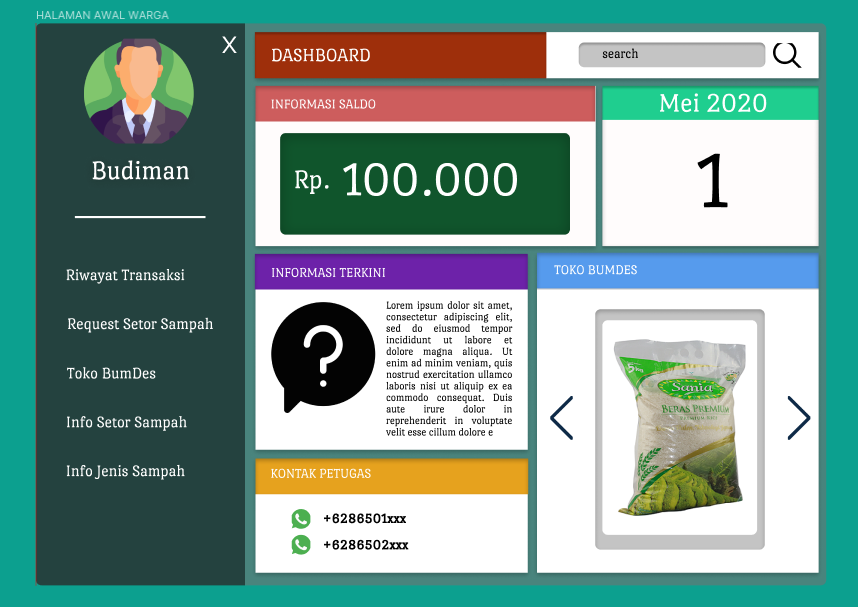 HALAMAN AWAL WARGA
X
Budiman
Riwayat Transaksi
Request Setor Sampah
Toko BumDes
Info Setor Sampah
Info Jenis Sampah
DASHBOARD
search
INFORMASI SALDO
Rp. 100.000
Mei 2020
1
INFORMASI TERKINI
Lorem ipsum dolor sit amet,
consectetur adipiscing elit,
sed do eiusmod tempor
incididunt ut labore et
dolore magna aliqua. Ut
enim ad minim veniam, quis
nostrud exercitation ullamco
laboris nisi ut aliquip ex ea
commodo consequat. Duis
aute irure dolor in
reprehenderit in voluptate
velit esse cillum dolore e
KONTAK PETUGAS
+6286501xxx
+6286502xxx
TOKO BUMDES
5kg
Sania
BERAS PREMIUM